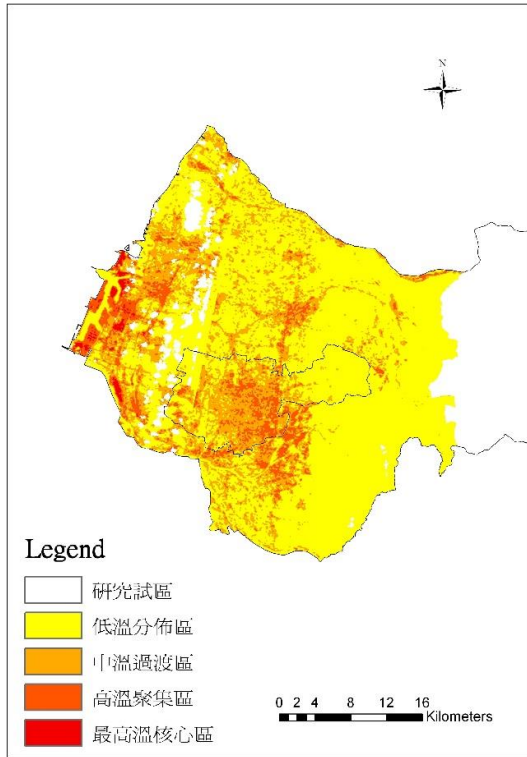 N
Legend
研究試區
低溫分佈區
中溫過渡區
高溫聚集區
最高溫核心區
0 2 4 8 12 16
Kilometers